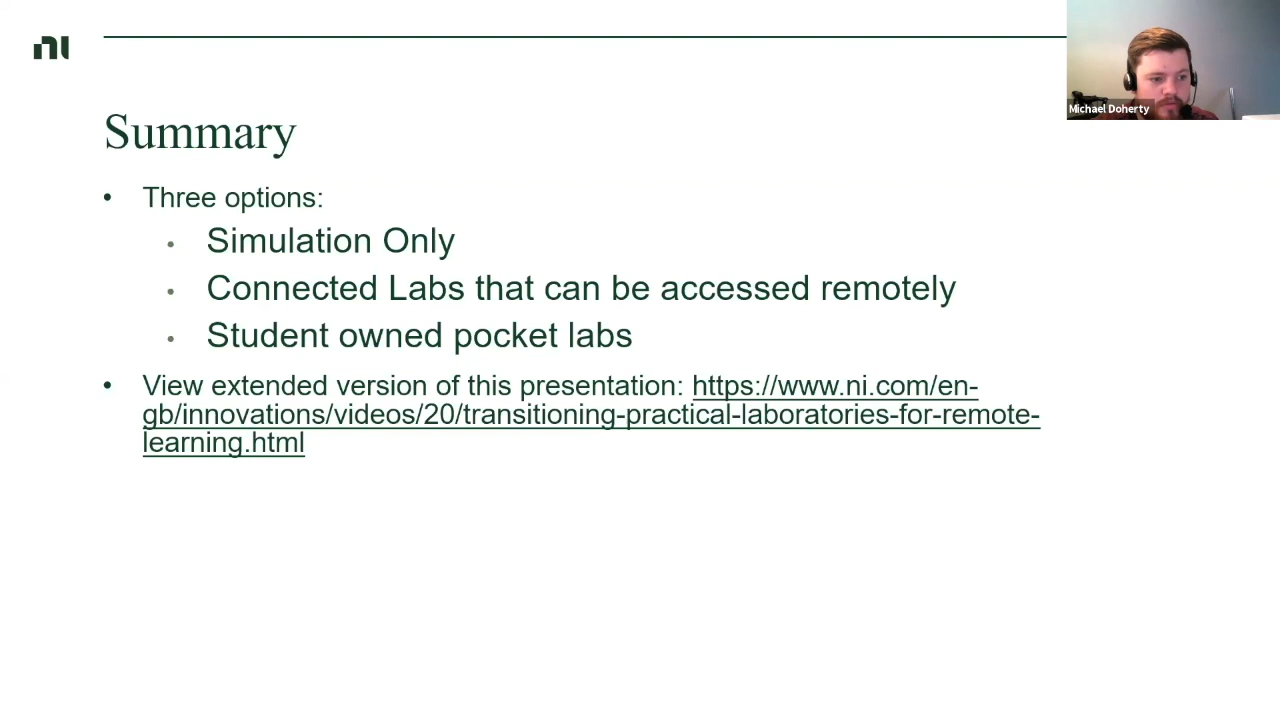 ni
Michael Doherty
Summary
• Three options:
• Simulation Only
• Connected Labs that can be accessed remotely
• Student owned pocket labs
• View extended version of this presentation: https://www.ni.com/en-
gb/innovations/videos/20/transitioning-practical-laboratories-for-remote-
learning.html